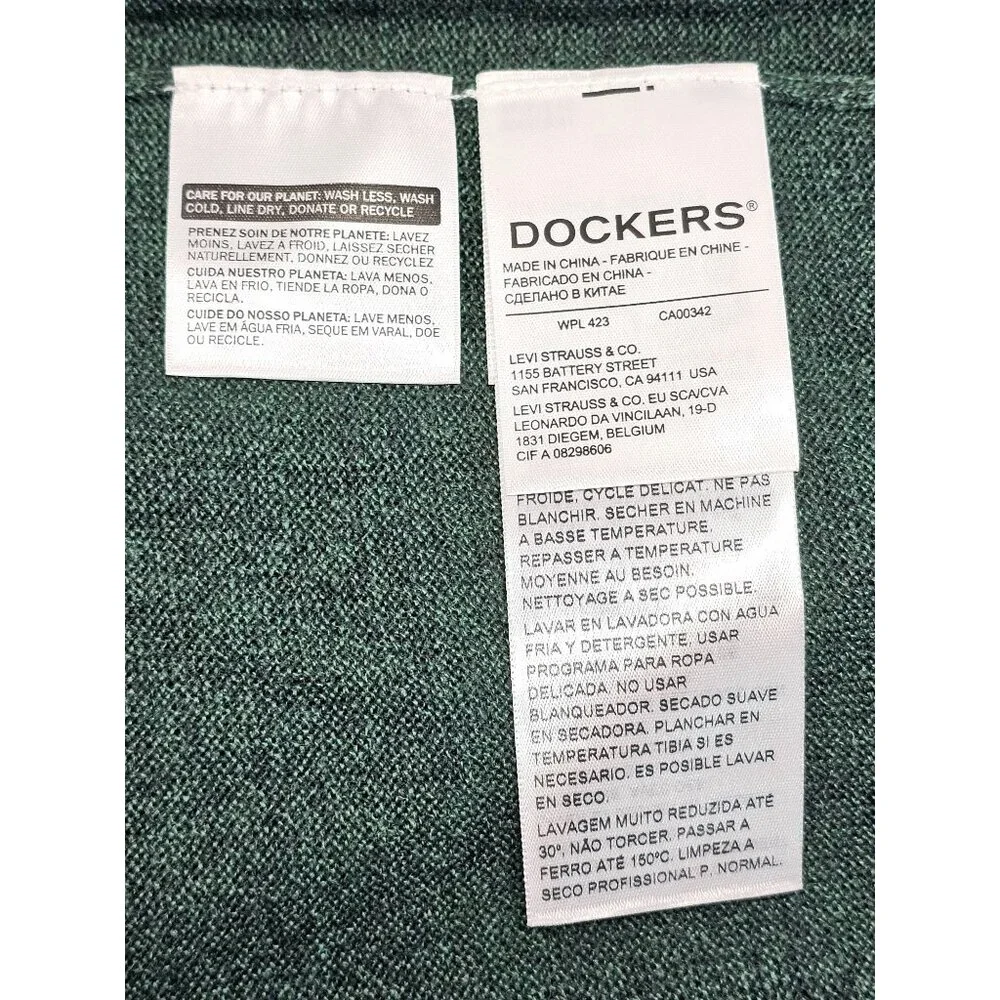 CARE FOR OUR PLANET: WASH LESS, WASH
COLD, LINE DRY, DONATE OR RECYCLE
PRENEZ SOIN DE NOTRE PLANETE: LAVEZ
MOINS, LAVEZ A FROID, LAISSEZ SECHER
NATURELLEMENT, DONNEZ OU RECYCLEZ
CUIDA NUESTRO PLANETA: LAVA MENOS,
LAVA EN FRIO, TIENDE LA ROPA, DONA O
RECICLA.
CUIDE DO NOSSO PLANETA: LAVE MENOS,
LAVE EM ÁGUA FRIA, SEQUE EM VARAL, DOE
OU RECICLE.
DOCKERS®
MADE IN CHINA - FABRIQUE EN CHINE -
FABRICADO EN CHINA -
СДЕЛАНО В КИТАЕ
WPL 423 CA00342
LEVI STRAUSS & CO.
1155 BATTERY STREET
SAN FRANCISCO, CA 94111 USA
LEVI STRAUSS & CO. EU SCA/CVA
LEONARDO DA VINCILAAN, 19-D
1831 DIEGEM, BELGIUM
CIF A 08298606
FROIDE, CYCLE DELICAT. NE PAS
BLANCHIR. SECHER EN MACHINE
A BASSE TEMPERATURE.
REPASSER A TEMPERATURE
MOYENNE AU BESOIN.
NETTOYAGE A SEC POSSIBLE.
LAVAR EN LAVADORA CON AGUA
FRIA Y DETERGENTE. USAR
PROGRAMA PARA ROPA
DELICADA. NO USAR
BLANQUEADOR. SECADO SUAVE
EN SECADORA. PLANCHAR EN
TEMPERATURA TIBIA SI ES
NECESARIO. ES POSIBLE LAVAR
EN SECO.
LAVAGEM MUITO REDUZIDA ATÉ
30º, NÃO TORCER. PASSAR A
FERRO ATÉ 150ºC. LIMPEZA A
SECO PROFISSIONAL P. NORMAL.